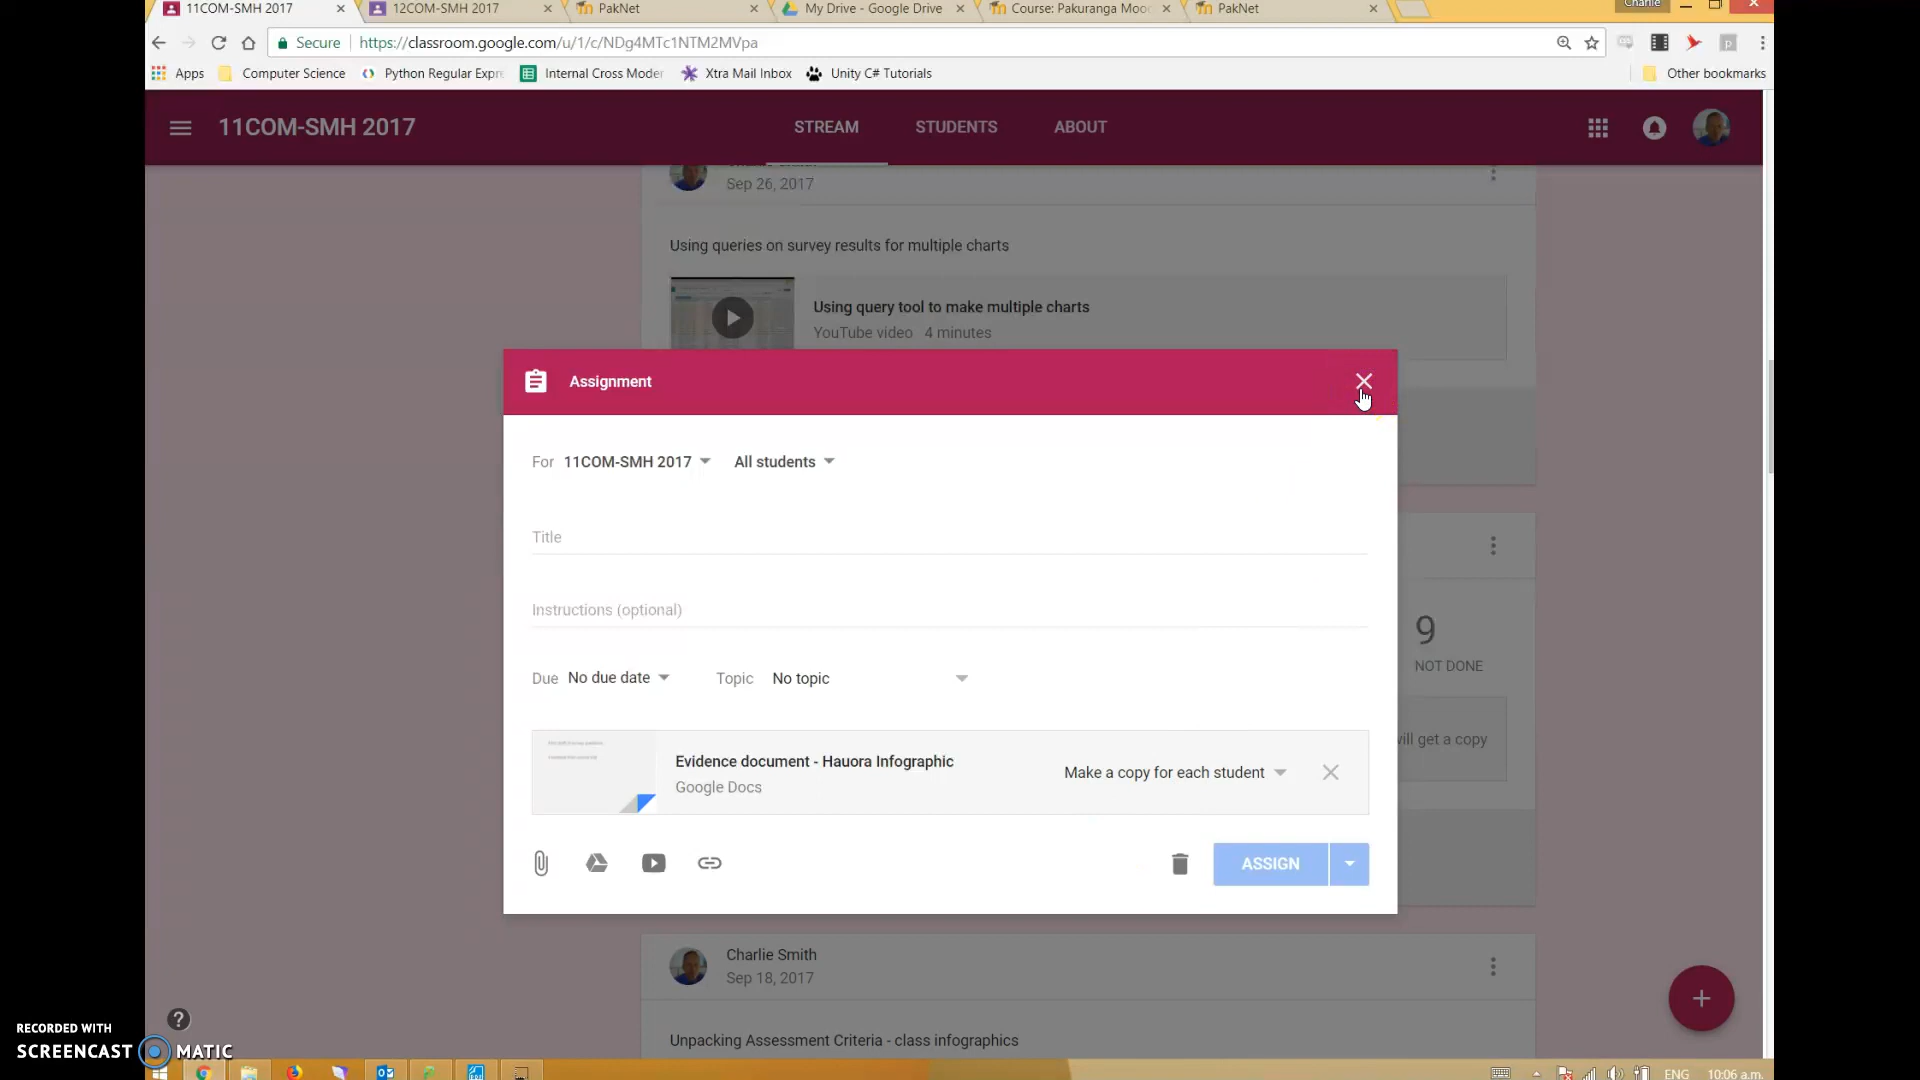 11COM-SMH 2017
12COM-SMH 2017
PakNet
My Drive - Google Drive
Course: Pakuranga Moo
PakNet
Charlie
Secure
https://classroom.google.com/u/1/c/NDg4MTc1NTM2MVpa
Apps
Computer Science
Python Regular Expre
Internal Cross Moder
Xtra Mail Inbox
Unity C# Tutorials
Other bookmarks
11COM-SMH 2017
STREAM
STUDENTS
ABOUT
Sep 26, 2017
Using queries on survey results for multiple charts
Using query tool to make multiple charts
YouTube video 4 minutes
Assignment
For 11COM-SMH 2017 All students
Title
Instructions (optional)
Due No due date Topic No topic
9
NOT DONE
will get a copy
Evidence document - Hauora Infographic
Google Docs
Make a copy for each student
ASSIGN
Charlie Smith
Sep 18, 2017
Unpacking Assessment Criteria - class infographics
RECORDED WITH
SCREENCAST MATIC
ENG 10:06 a.m.